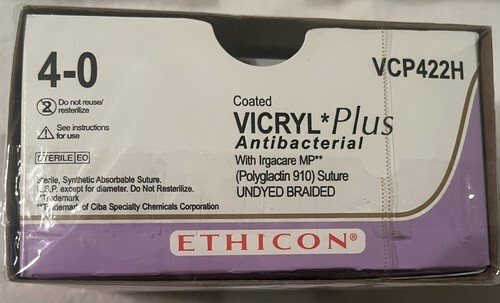 4-0
VCP422H
Do not reuse/
resterilize
See instructions
for use
STERILE EO
Coated
VICRYL* Plus
Antibacterial
With Irgacare MP**
(Polyglactin 910) Suture
UNDYED BRAIDED
Sterile, Synthetic Absorbable Suture.
U.S.P. except for diameter. Do Not Resterilize.
*Trademark
**Trademark of Ciba Specialty Chemicals Corporation
ETHICON®